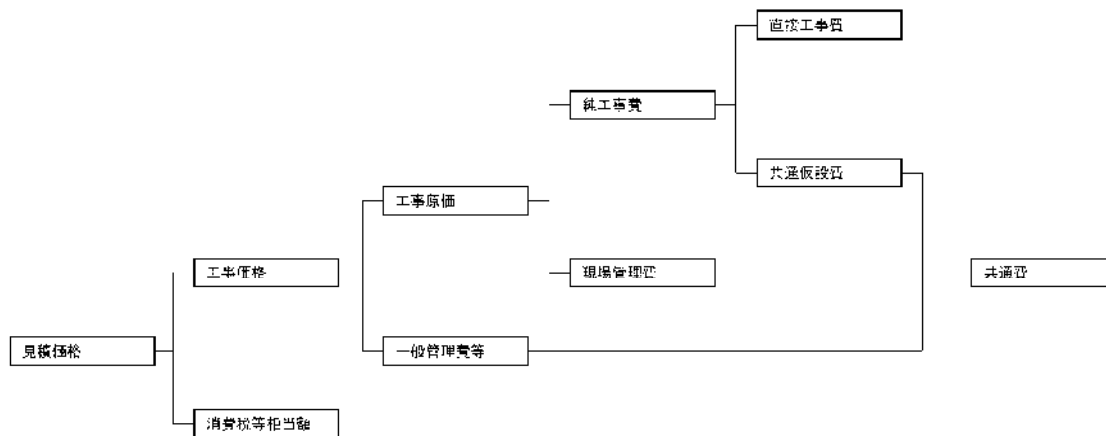 直接工事費
純工事費
共通仮設費
工事原価
工事価格
現場管理費
共通費
見積価格
一般管理費等
消費税等相当額